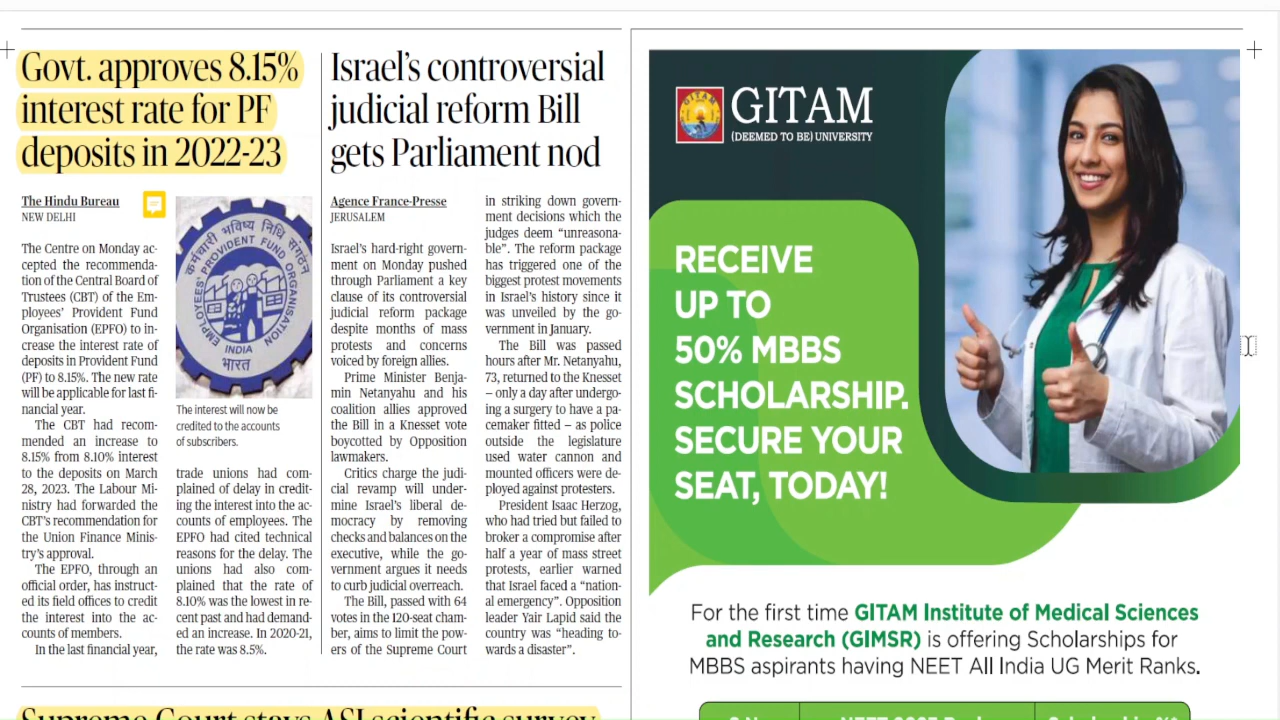 Govt. approves 8.15%
interest rate for PF
deposits in 2022-23
The Hindu Bureau
NEW DELHI
The Centre on Monday ac-
cepted the recommenda-
tion of the Central Board of
Trustees (CBT) of the Em-
ployees’ Provident Fund
Organisation (EPFO) to in-
crease the interest rate of
deposits in Provident Fund
(PF) to 8.15%. The new rate
will be applicable for last fi-
nancial year.
The CBT had recom-
mended an increase to
8.15% from 8.10% interest
to the deposits on March
28, 2023. The Labour Mi-
nistry had forwarded the
CBT’s recommendation for
the Union Finance Minis-
try’s approval.
The EPFO, through an
official order, has instruct-
ed its field offices to credit
the interest into the ac-
counts of members.
In the last financial year,
कर्मचारी भविष्य निधि संगठन
EMPLOYEES' PROVIDENT FUND ORGANISATION
INDIA
भारत
The interest will now be
credited to the accounts
of subscribers.
trade unions had com-
plained of delay in credit-
ing the interest into the ac-
counts of employees. The
EPFO had cited technical
reasons for the delay. The
unions had also com-
plained that the rate of
8.10% was the lowest in re-
cent past and had demand-
ed an increase. In 2020-21,
the rate was 8.5%.
Israel’s controversial
judicial reform Bill
gets Parliament nod
Agence France-Presse
JERUSALEM
Israel’s hard-right govern-
ment on Monday pushed
through Parliament a key
clause of its controversial
judicial reform package
despite months of mass
protests and concerns
voiced by foreign allies.
Prime Minister Benja-
min Netanyahu and his
coalition allies approved
the Bill in a Knesset vote
boycotted by Opposition
lawmakers.
Critics charge the judi-
cial revamp will under-
mine Israel’s liberal de-
mocracy by removing
checks and balances on the
executive, while the go-
vernment argues it needs
to curb judicial overreach.
The Bill, passed with 64
votes in the 120-seat cham-
ber, aims to limit the pow-
ers of the Supreme Court
in striking down govern-
ment decisions which the
judges deem “unreasona-
ble”. The reform package
has triggered one of the
biggest protest movements
in Israel’s history since it
was unveiled by the go-
vernment in January.
The Bill was passed
hours after Mr. Netanyahu,
73, returned to the Knesset
– only a day after undergo-
ing a surgery to have a pa-
cemaker fitted – as police
outside the legislature
used water cannon and
mounted officers were de-
ployed against protesters.
President Isaac Herzog,
who had tried but failed to
broker a compromise after
half a year of mass street
protests, earlier warned
that Israel faced a “nation-
al emergency”. Opposition
leader Yair Lapid said the
country was “heading to-
wards a disaster”.
GITAM
GITAM
(DEEMED TO BE) UNIVERSITY
RECEIVE
UP TO
50% MBBS
SCHOLARSHIP.
SECURE YOUR
SEAT, TODAY!
For the first time GITAM Institute of Medical Sciences
and Research (GIMSR) is offering Scholarships for
MBBS aspirants having NEET All India UG Merit Ranks.
Supreme Court stays ASI scientific survey